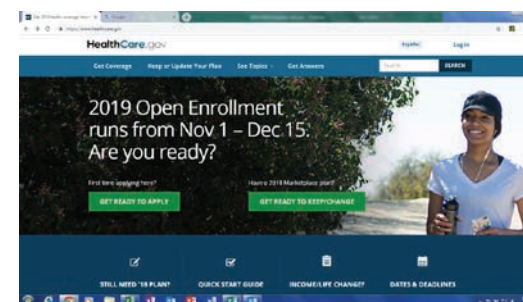 HealthCare.gov
Español
Log in
Get Coverage
Keep or Update Your Plan
See Topics
Get Answers
SEARCH
2019 Open Enrollment
runs from Nov 1 – Dec 15.
Are you ready?
First time applying here?
Have a 2018 Marketplace plan?
GET READY TO APPLY
GET READY TO KEEP/CHANGE
STILL NEED '18 PLAN?
QUICK START GUIDE
INCOME/LIFE CHANGE?
DATES & DEADLINES